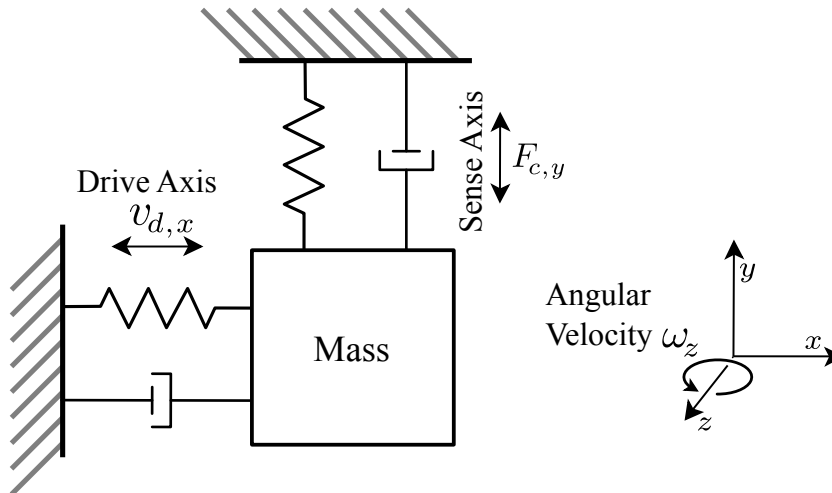 Drive Axis
v_{d,x}
Sense Axis
F_{c,y}
Mass
Angular
Velocity ω_z
y
x
z